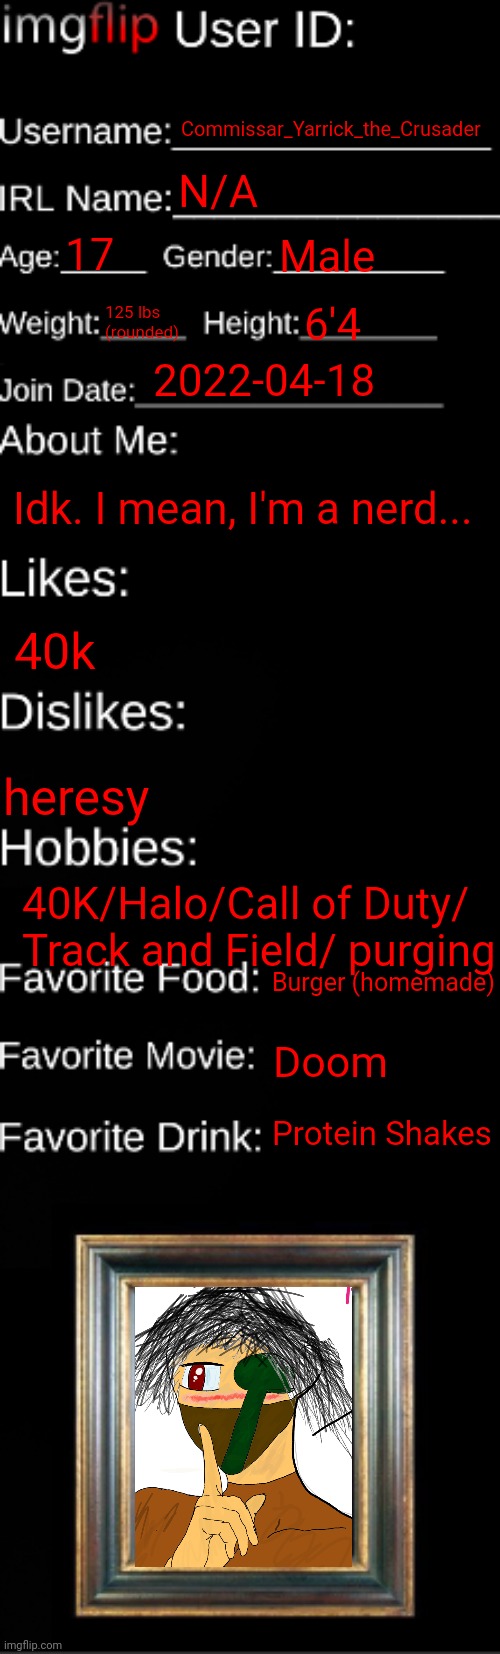 imgflip User ID:
Username: Commissar_Yarrick_the_Crusader
IRL Name: N/A
Age: 17 Gender: Male
Weight: 125 lbs (rounded) Height: 6'4
Join Date: 2022-04-18
About Me:
Idk. I mean, I'm a nerd...
Likes:
40k
Dislikes:
heresy
Hobbies:
40K/Halo/Call of Duty/
Track and Field/ purging
Favorite Food: Burger (homemade)
Favorite Movie: Doom
Favorite Drink: Protein Shakes
imgflip.com